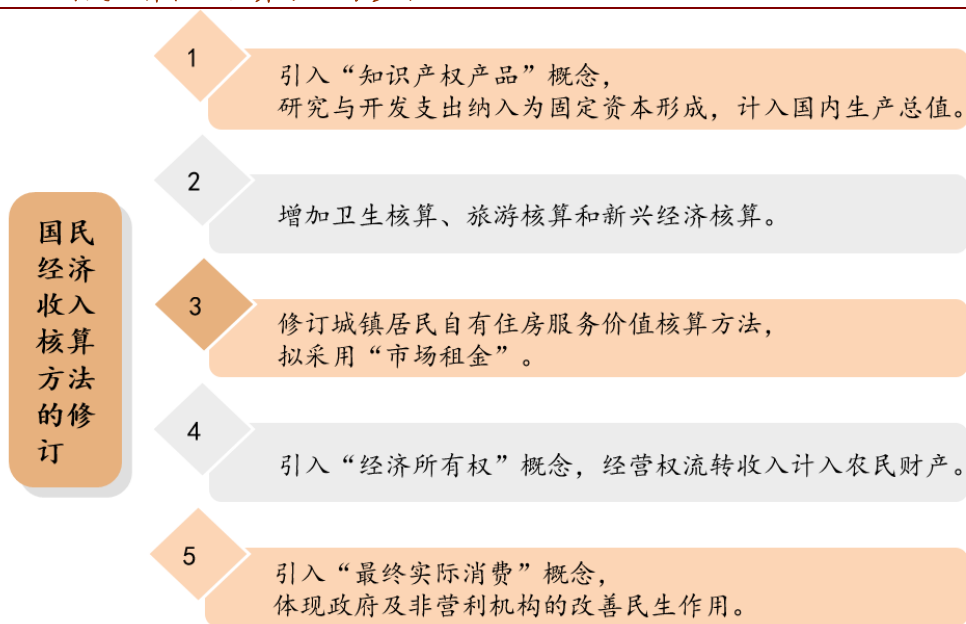 1
引入“知识产权产品”概念，
研究与开发支出纳入为固定资本形成，计入国内生产总值。
2
增加卫生核算、旅游核算和新兴经济核算。
国民
经济
收入
核算
方法
的修
订
3
修订城镇居民自有住房服务价值核算方法，
拟采用“市场租金”。
4
引入“经济所有权”概念，经营权流转收入计入农民财产。
5
引入“最终实际消费”概念，
体现政府及非营利机构的改善民生作用。